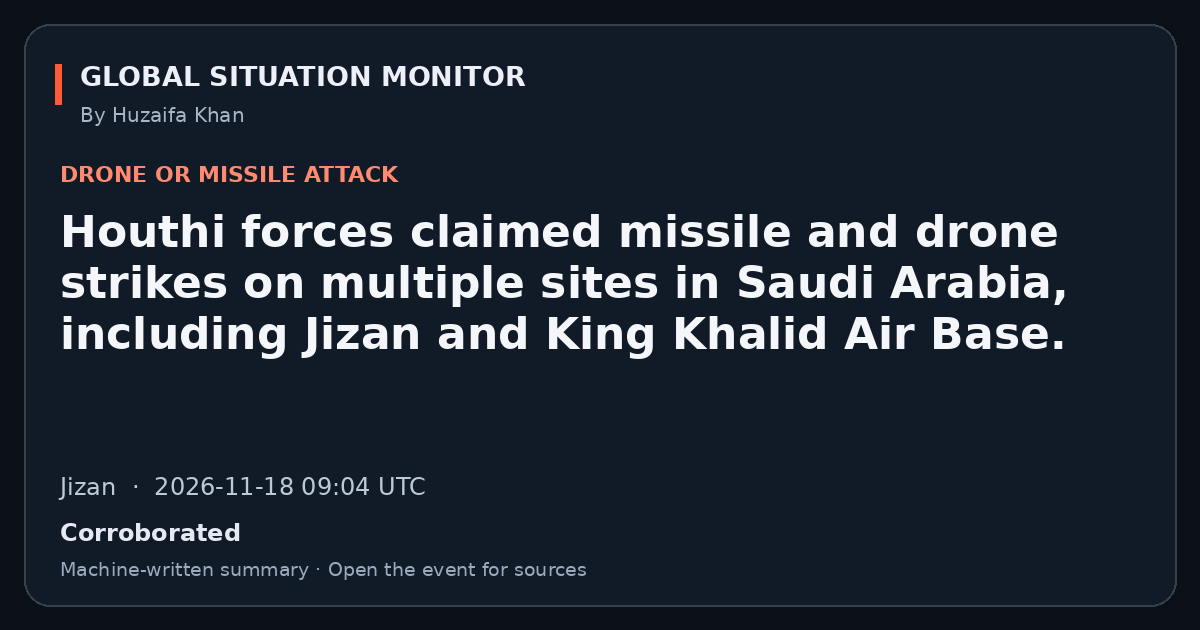 GLOBAL SITUATION MONITOR
By Huzaifa Khan
DRONE OR MISSILE ATTACK
Houthi forces claimed missile and drone
strikes on multiple sites in Saudi Arabia,
including Jizan and King Khalid Air Base.
Jizan · 2026-11-18 09:04 UTC
Corroborated
Machine-written summary · Open the event for sources